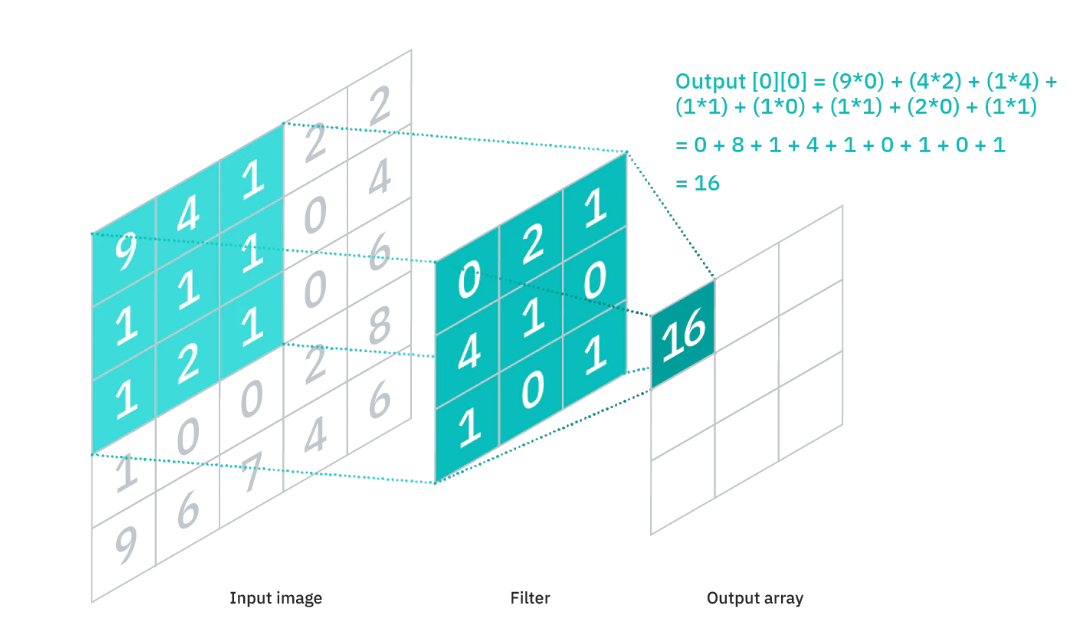 Output [0][0] = (9*0) + (4*2) + (1*4) +
(1*1) + (1*0) + (1*1) + (2*0) + (1*1)
= 0 + 8 + 1 + 4 + 1 + 0 + 1 + 0 + 1
= 16
9 4 1 2 2
1 1 1 0 4
1 2 1 0 6
1 0 0 2 8
9 6 7 4 6
0 2 1
4 1 0
1 0 1
16
Input image
Filter
Output array